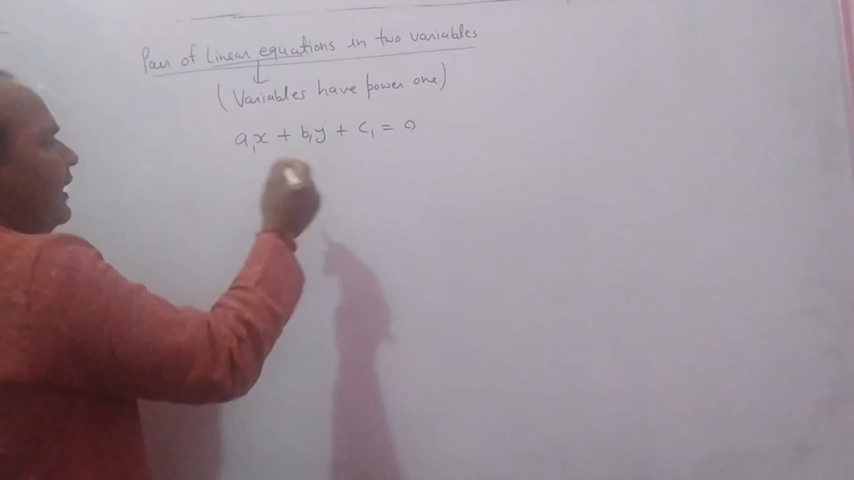 Pair of Linear equations in two variables
(Variables have power one)
a₁x + b₁y + c₁ = 0